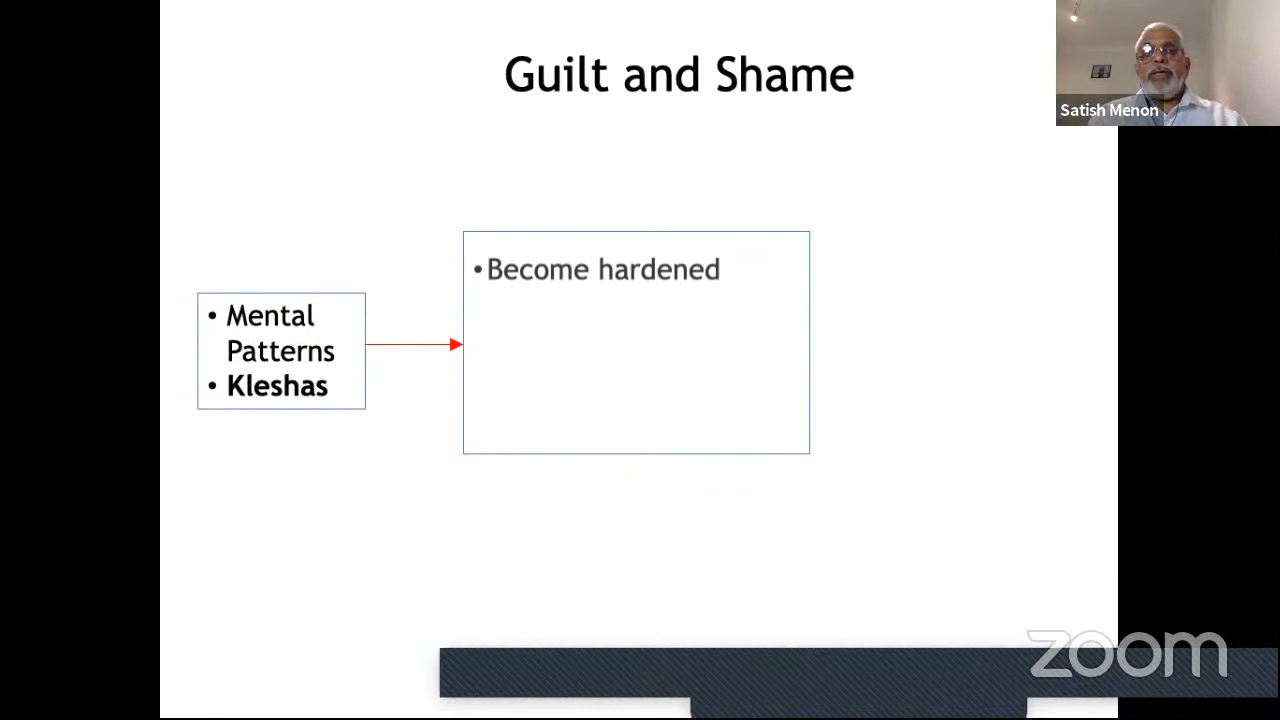 Guilt and Shame
Satish Menon
•Become hardened
• Mental
Patterns
• Kleshas
zoom